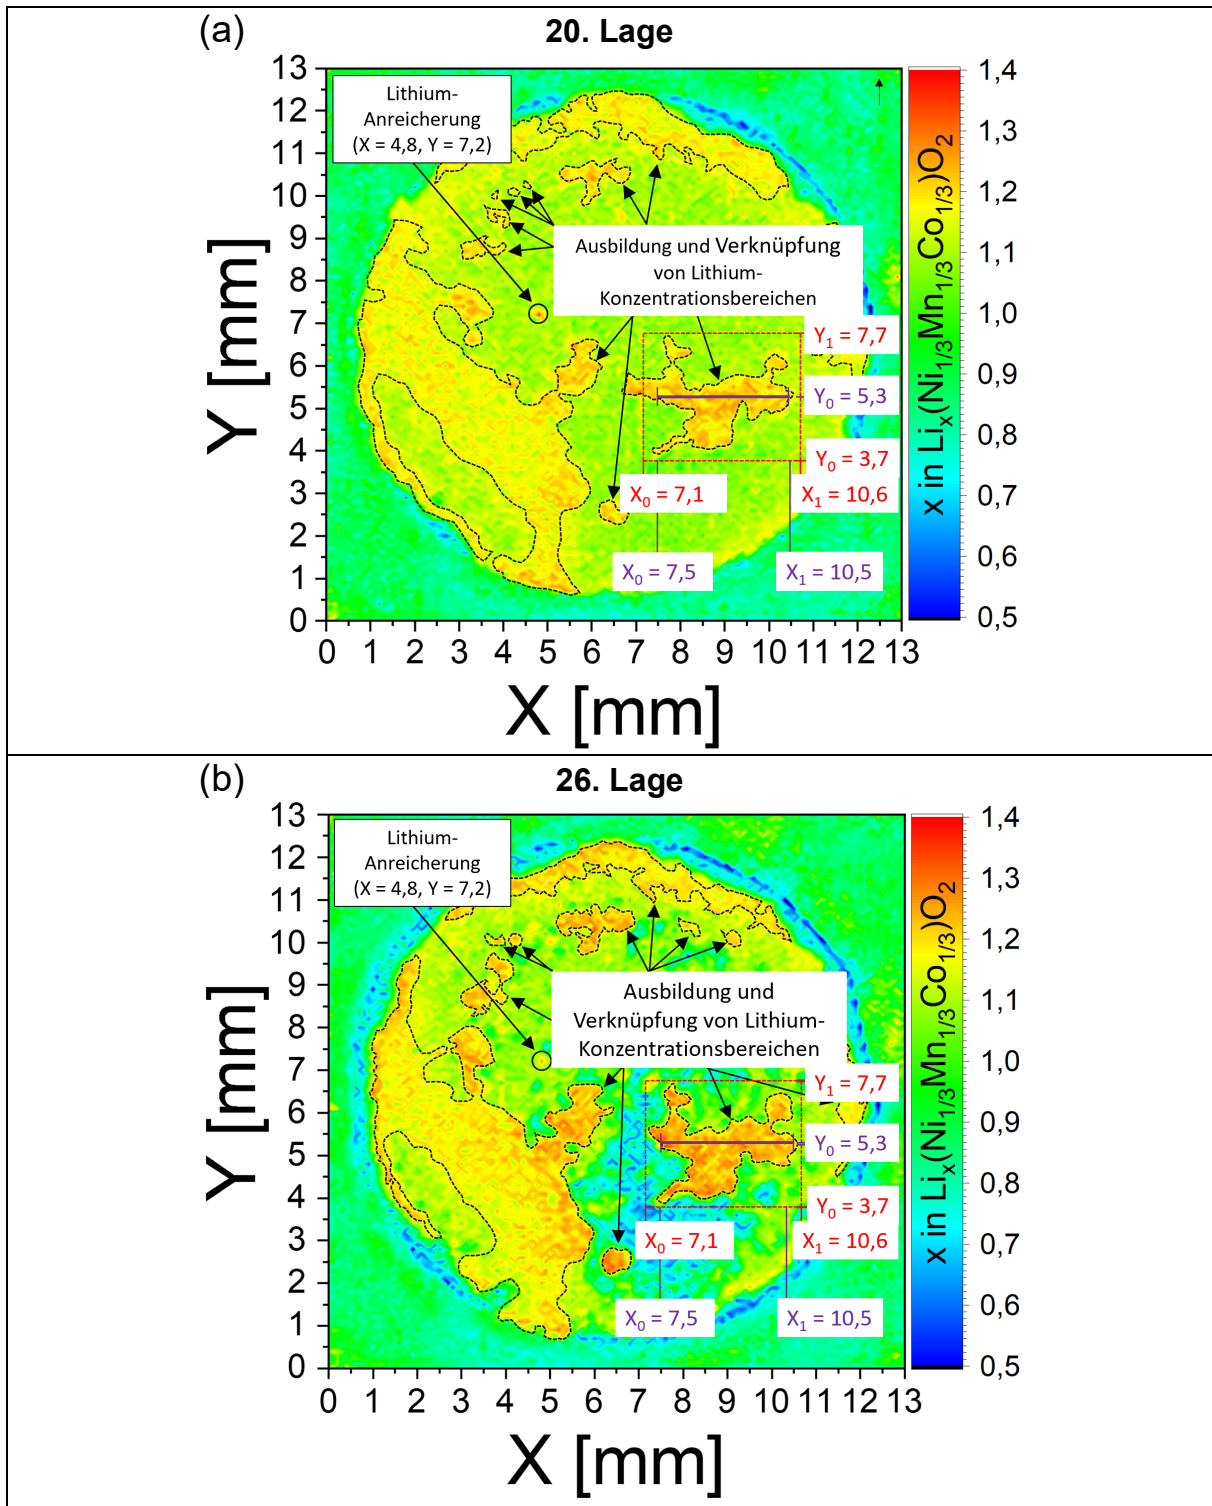 (a)
20. Lage
Lithium-
Anreicherung
(X = 4,8, Y = 7,2)
Ausbildung und Verknüpfung
von Lithium-
Konzentrationsbereichen
Y₁ = 7,7
Y₀ = 5,3
Y₀ = 3,7
X₀ = 7,1
X₁ = 10,6
X₀ = 7,5
X₁ = 10,5
13
12
11
10
9
8
7
6
5
4
3
2
1
0
Y [mm]
0 1 2 3 4 5 6 7 8 9 10 11 12 13
X [mm]
1,4
1,3
1,2
1,1
1,0
0,9
0,8
0,7
0,6
0,5
x in Liₓ(Ni₁/₃Mn₁/₃Co₁/₃)O₂
(b)
26. Lage
Lithium-
Anreicherung
(X = 4,8, Y = 7,2)
Ausbildung und
Verknüpfung von Lithium-
Konzentrationsbereichen
Y₁ = 7,7
Y₀ = 5,3
Y₀ = 3,7
X₀ = 7,1
X₁ = 10,6
X₀ = 7,5
X₁ = 10,5
13
12
11
10
9
8
7
6
5
4
3
2
1
0
Y [mm]
0 1 2 3 4 5 6 7 8 9 10 11 12 13
X [mm]
1,4
1,3
1,2
1,1
1,0
0,9
0,8
0,7
0,6
0,5
x in Liₓ(Ni₁/₃Mn₁/₃Co₁/₃)O₂